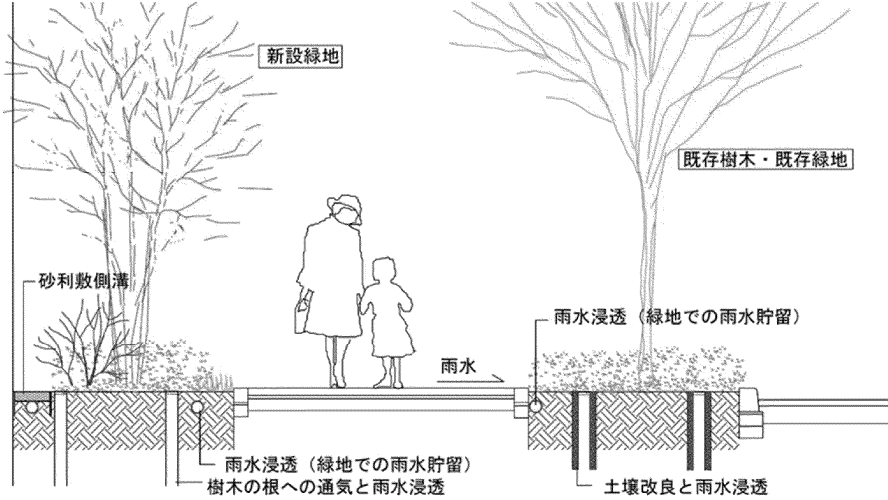 新設緑地
既存樹木・既存緑地
砂利敷側溝
雨水浸透（緑地での雨水貯留）
雨水
雨水浸透（緑地での雨水貯留）
樹木の根への通気と雨水浸透
土壌改良と雨水浸透